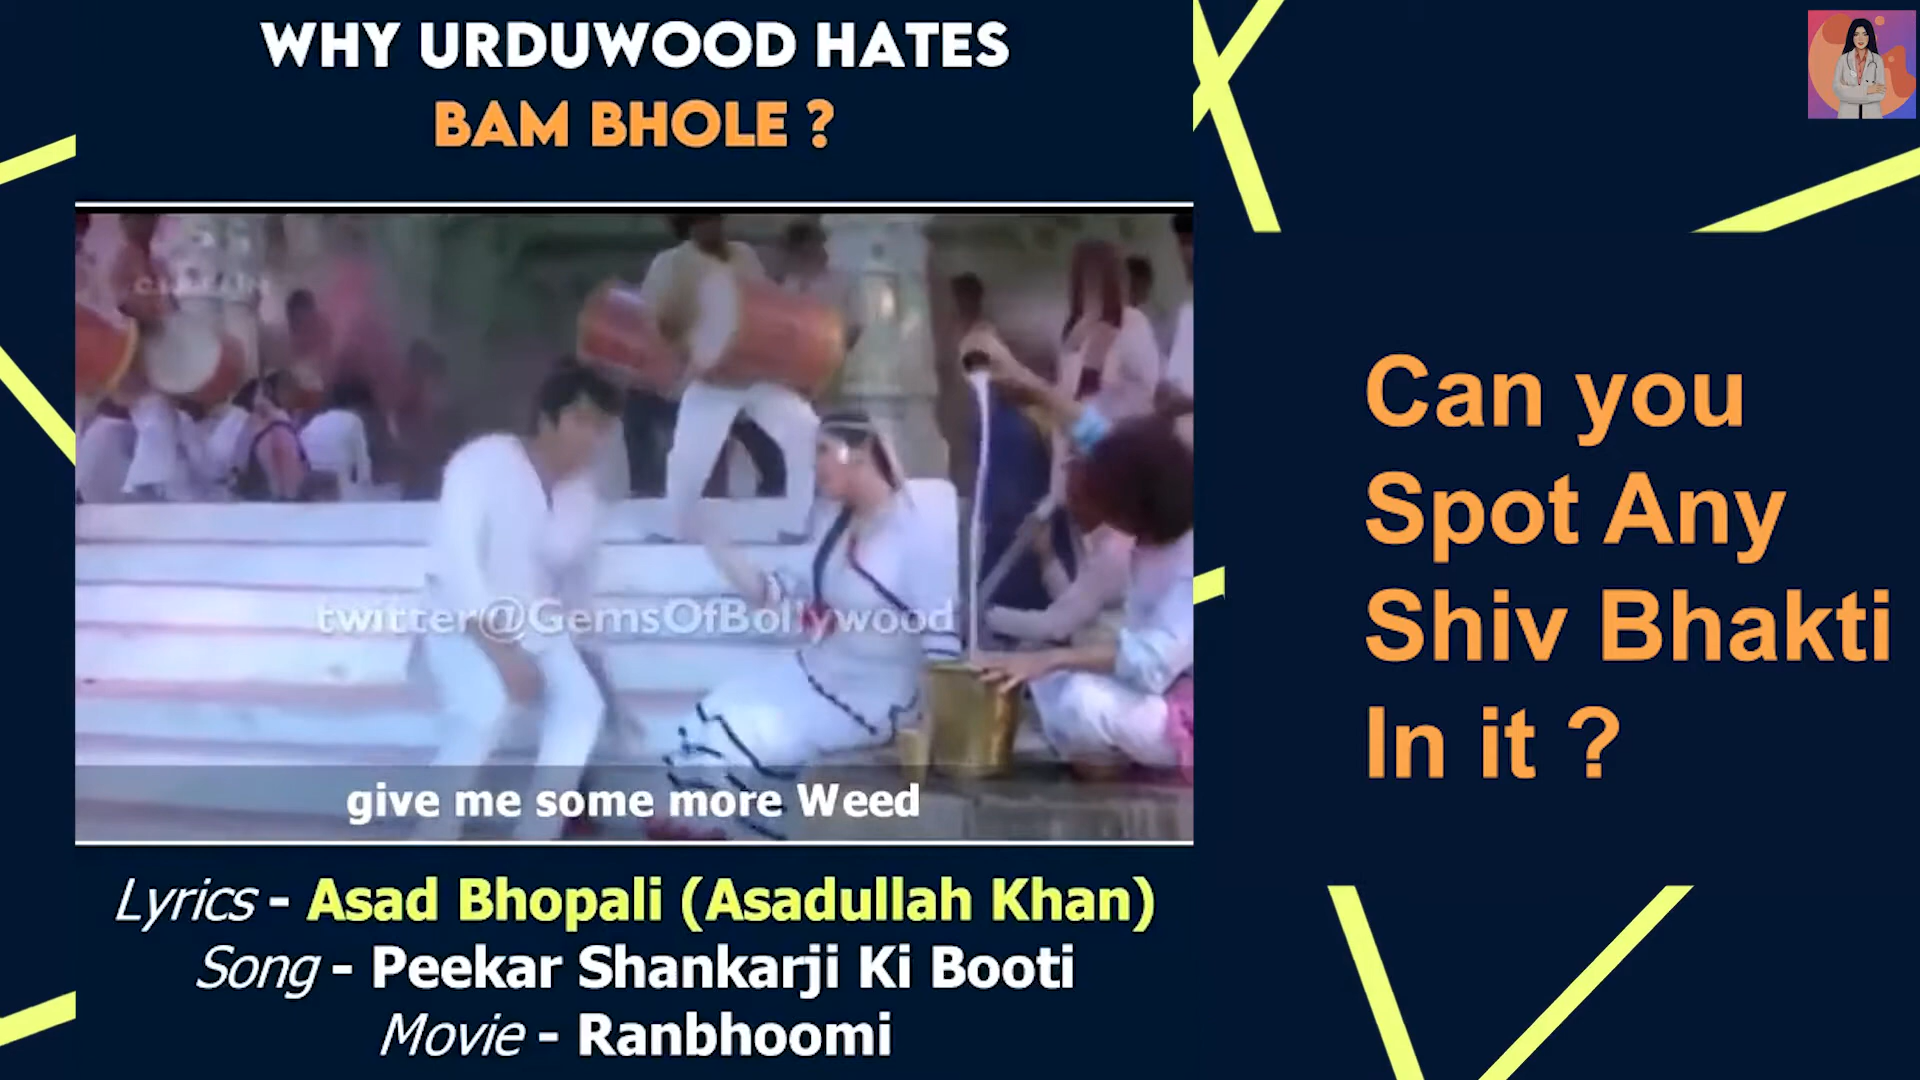 WHY URDUWOOD HATES
BAM BHOLE ?
twitter@GemsOfBollywood
give me some more Weed
Lyrics - Asad Bhopali (Asadullah Khan)
Song - Peekar Shankarji Ki Booti
Movie - Ranbhoomi
Can you
Spot Any
Shiv Bhakti
In it ?